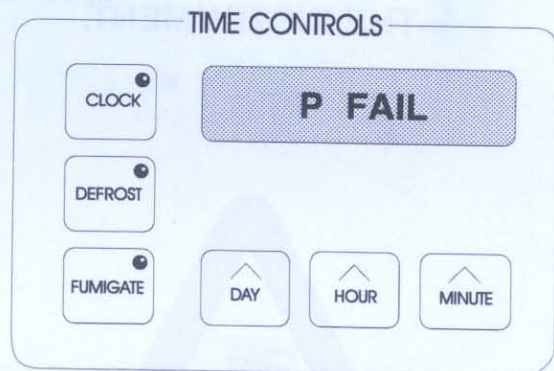 TIME CONTROLS
CLOCK
P FAIL
DEFROST
FUMIGATE
DAY
HOUR
MINUTE